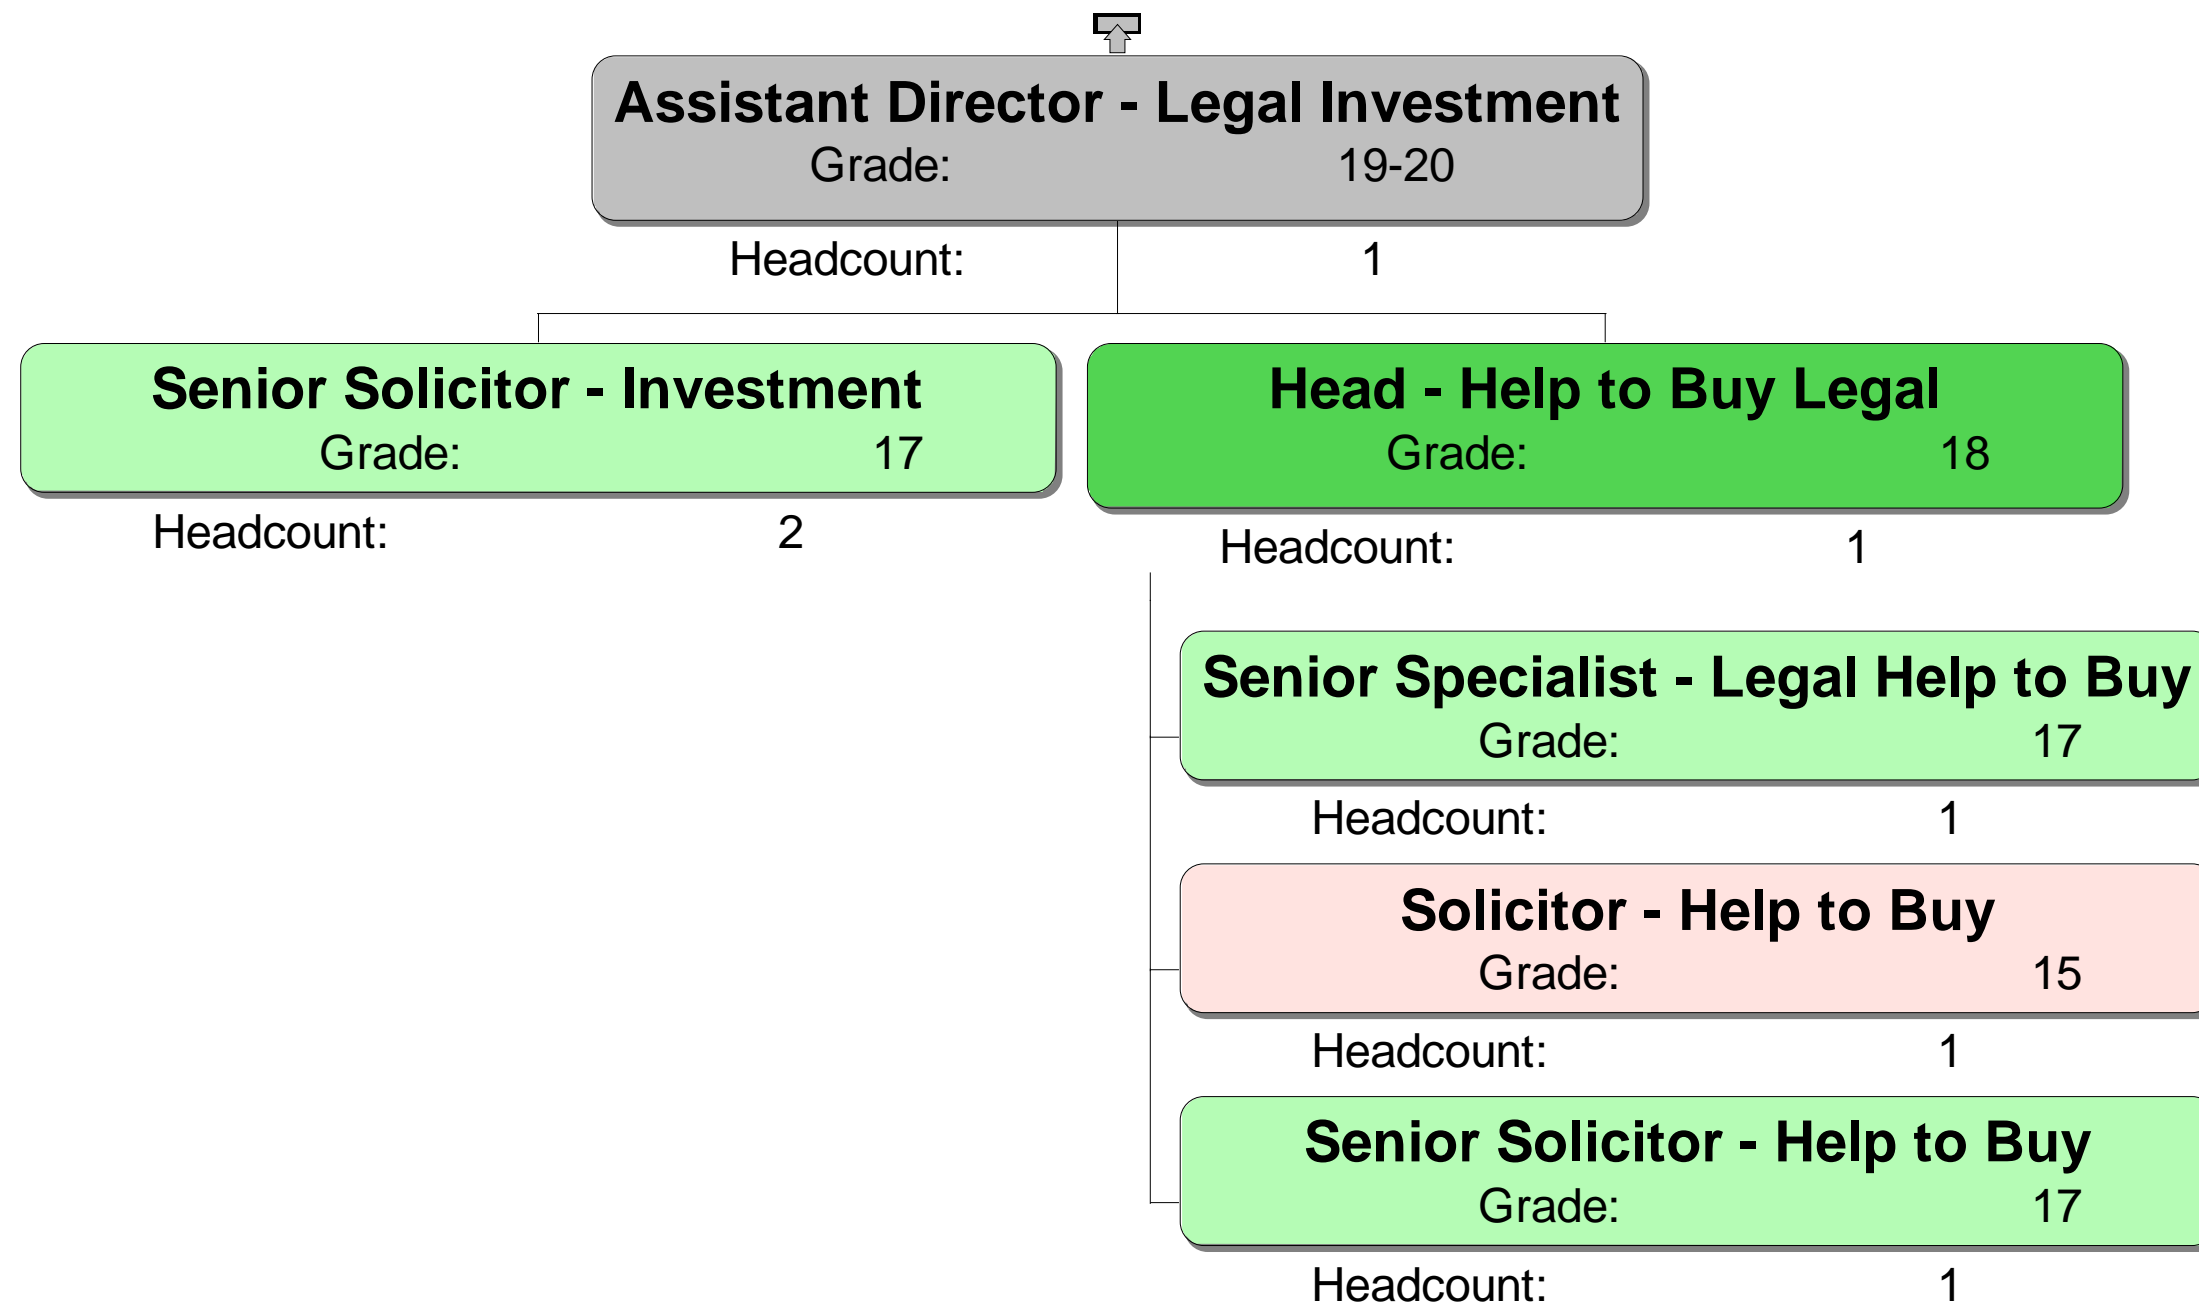 Assistant Director - Legal Investment
Grade: 19-20
Headcount: 1
Senior Solicitor - Investment
Grade: 17
Headcount: 2
Head - Help to Buy Legal
Grade: 18
Headcount: 1
Senior Specialist - Legal Help to Buy
Grade: 17
Headcount: 1
Solicitor - Help to Buy
Grade: 15
Headcount: 1
Senior Solicitor - Help to Buy
Grade: 17
Headcount: 1